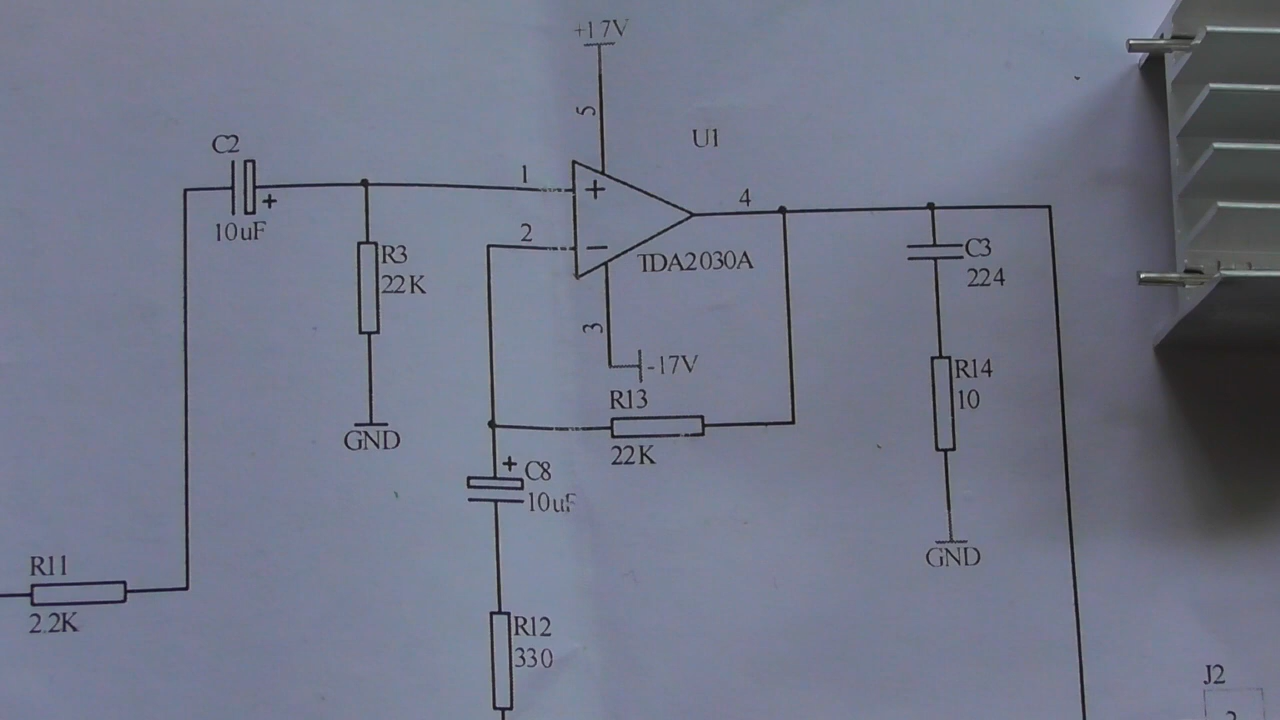 +17V
5
U1
C2
10uF
1
2
4
R3
22K
TDA2030A
C3
224
3
-17V
R13
22K
R14
10
GND
C8
10uF
GND
R11
2.2K
R12
330
J2
2